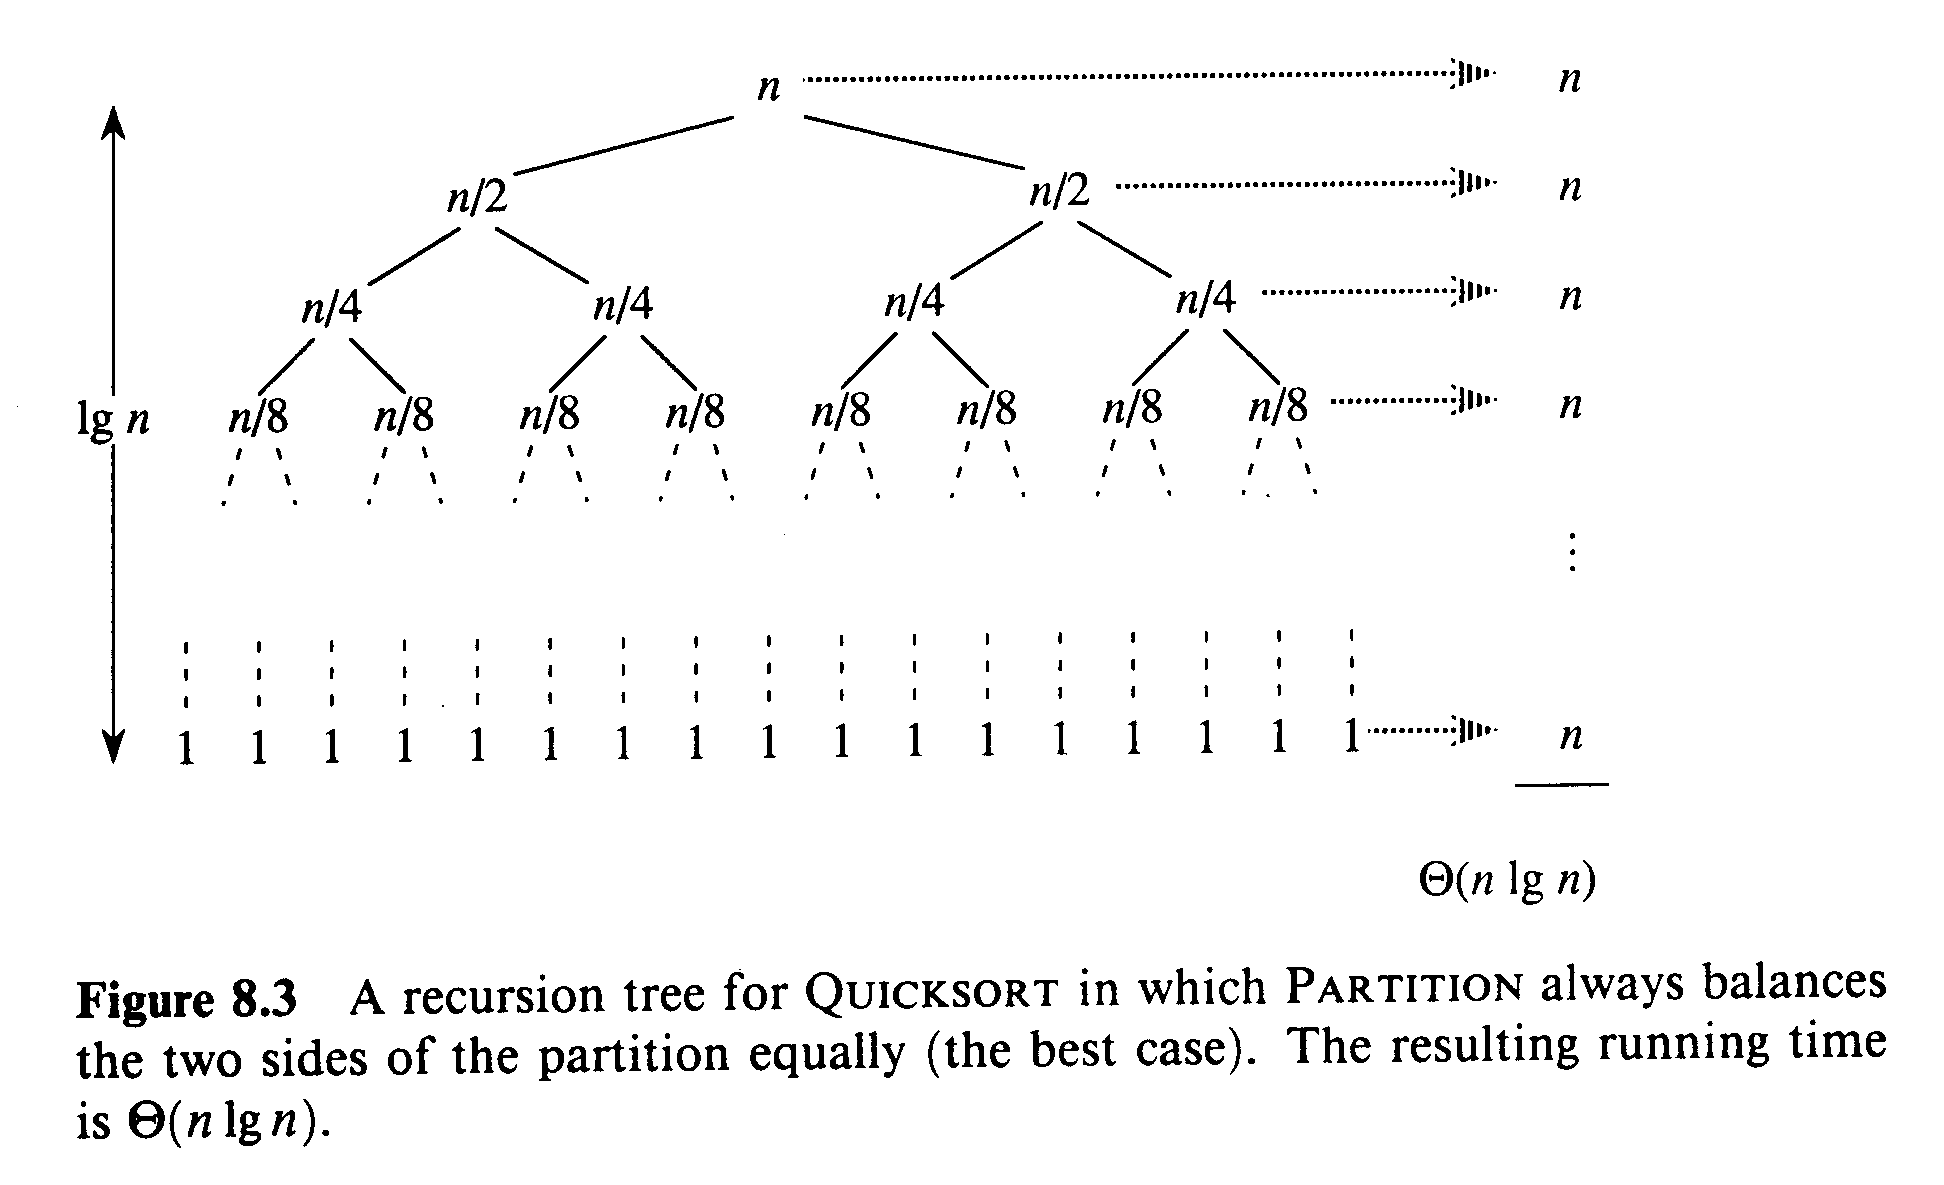 n n
n/2 n/2 n
n/4 n/4 n/4 n/4 n
lg n n/8 n/8 n/8 n/8 n/8 n/8 n/8 n/8 n
⋮
1 1 1 1 1 1 1 1 1 1 1 1 1 1 1 1 1 n
Θ(n lg n)
Figure 8.3 A recursion tree for QUICKSORT in which PARTITION always balances
the two sides of the partition equally (the best case). The resulting running time
is Θ(n lg n).